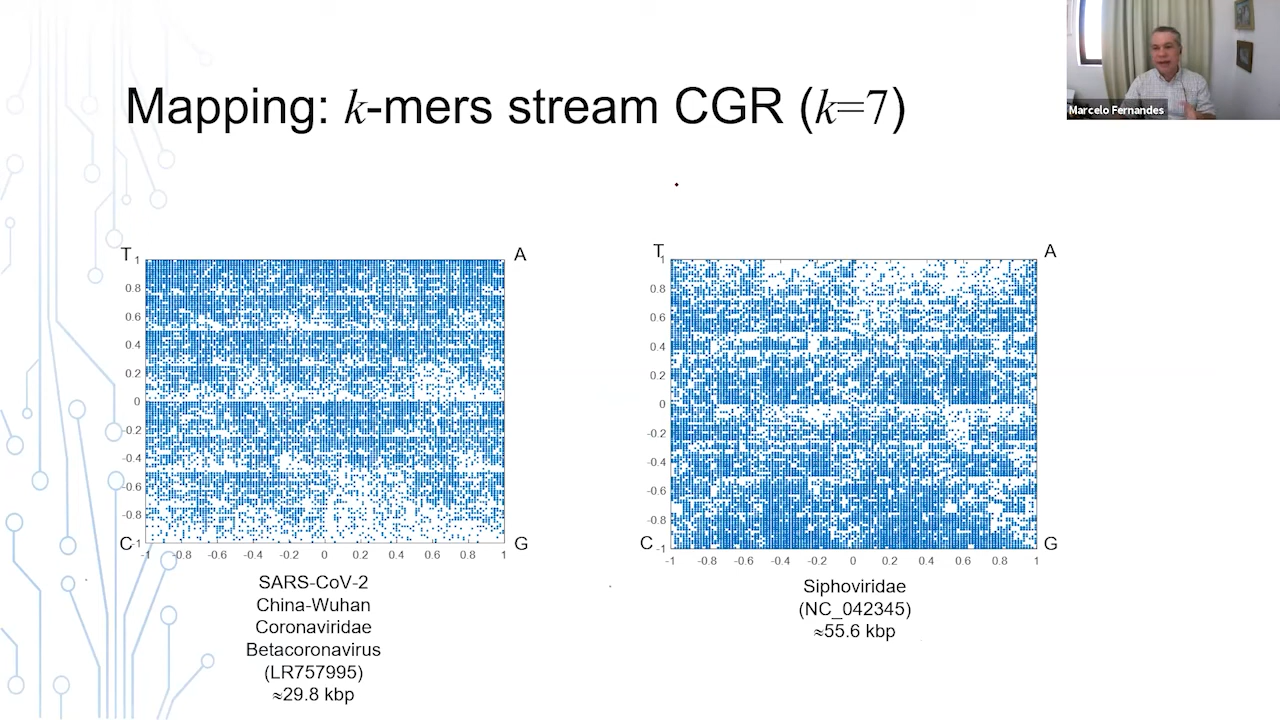 Mapping: k-mers stream CGR (k=7)
Marcelo Fernandes
T
A
1
0.8
0.6
0.4
0.2
0
-0.2
-0.4
-0.6
-0.8
-1
C
G
-1 -0.8 -0.6 -0.4 -0.2 0 0.2 0.4 0.6 0.8 1
SARS-CoV-2
China-Wuhan
Coronaviridae
Betacoronavirus
(LR757995)
≈29.8 kbp
T
A
1
0.8
0.6
0.4
0.2
0
-0.2
-0.4
-0.6
-0.8
-1
C
G
-1 -0.8 -0.6 -0.4 -0.2 0 0.2 0.4 0.6 0.8 1
Siphoviridae
(NC_042345)
≈55.6 kbp